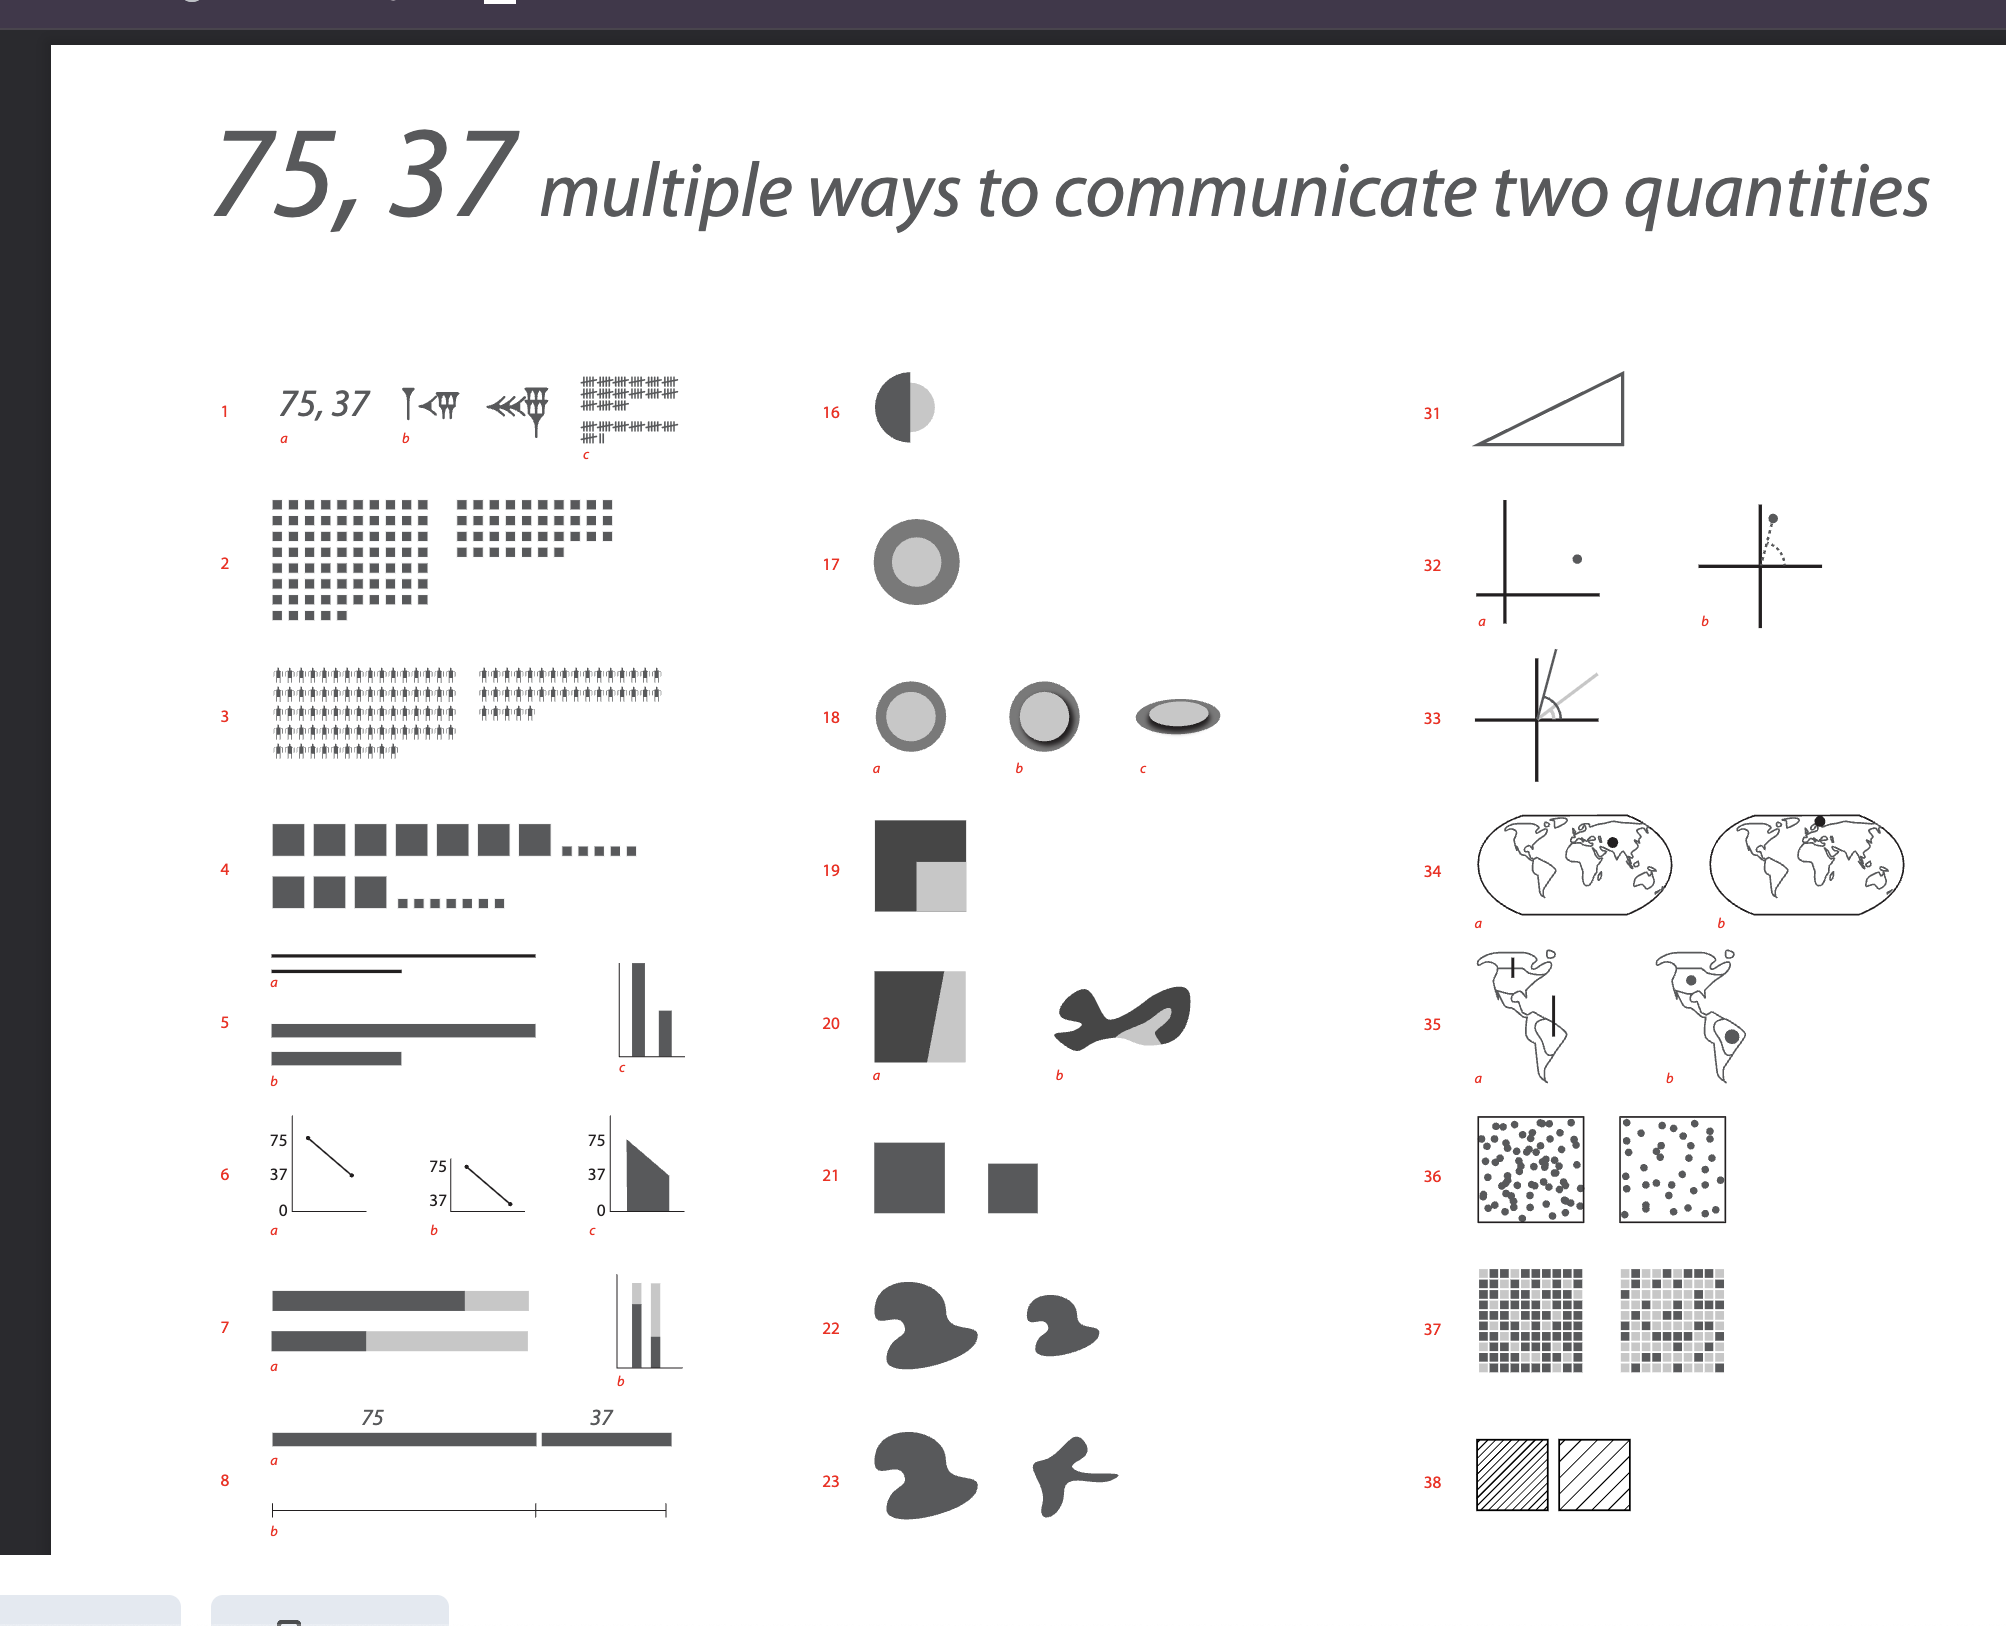 75, 37 multiple ways to communicate two quantities
1
75, 37
a
b
c
2
3
4
5
a
b
c
6
75
37
0
a
75
37
b
75
37
0
c
7
a
b
8
75
37
a
b
16
17
18
a
b
c
19
20
a
b
21
22
23
31
32
a
b
33
34
a
b
35
a
b
36
37
38